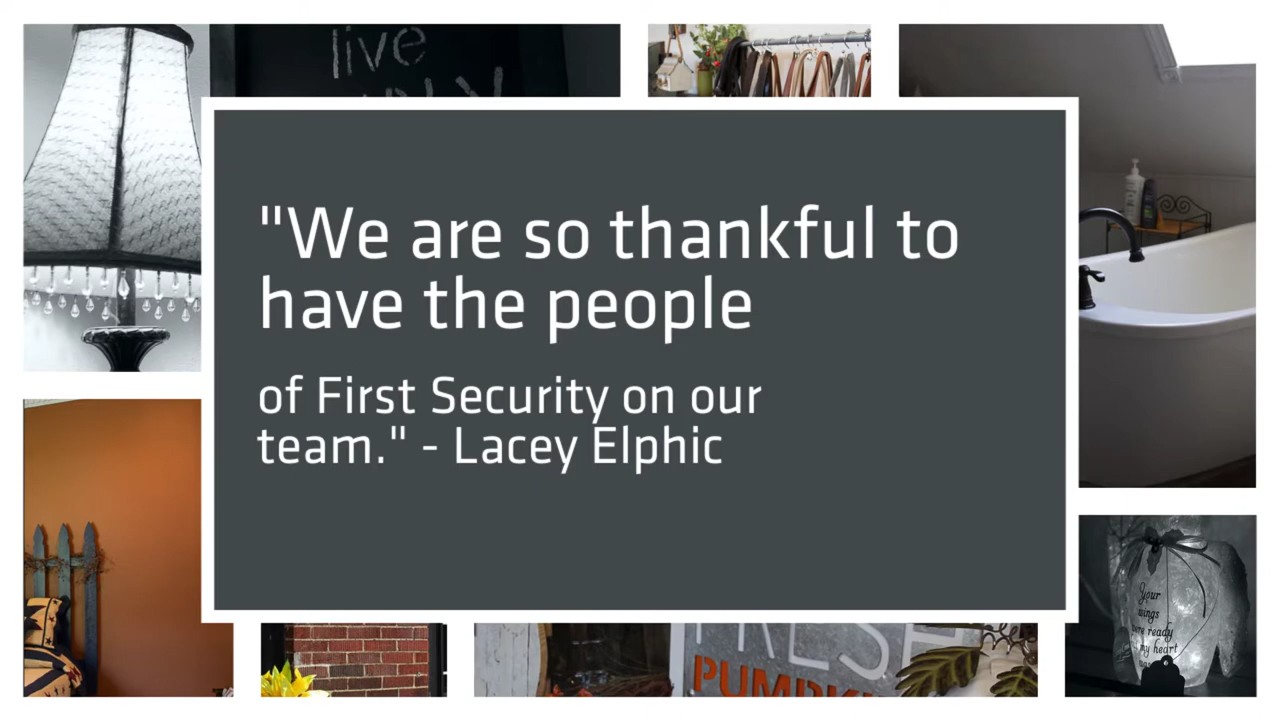 live
"We are so thankful to
have the people
of First Security on our
team." - Lacey Elphic
FRESH
Your
wings
were ready
my heart